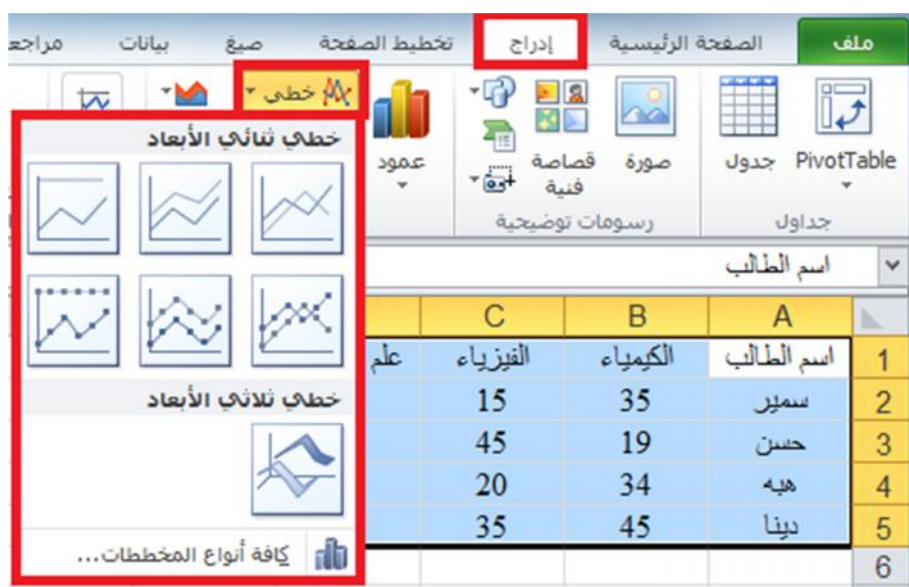 ملف الصفحة الرئيسية إدراج تخطيط الصفحة صيغ بيانات
PivotTable جدول صورة قصاصة فنية عمود خطي
جداول رسومات توضيحية
خطي ثنائي الأبعاد
خطي ثلاثي الأبعاد
كافة أنواع المخططات...
اسم الطالب
A B C
1 اسم الطالب الكيمياء الفيزياء علم
2 سمير 35 15
3 حسن 19 45
4 هبه 34 20
5 دينا 45 35
6